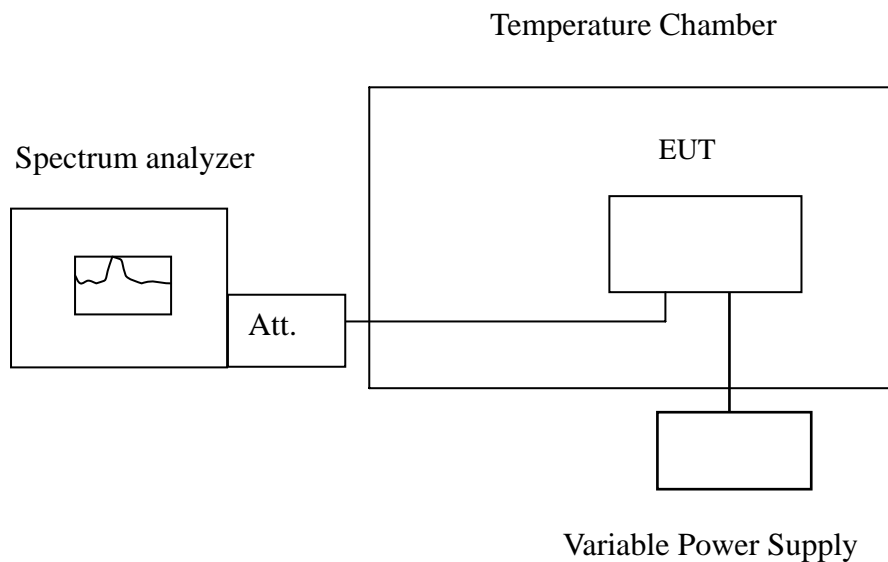 Temperature Chamber
Spectrum analyzer
EUT
Att.
Variable Power Supply